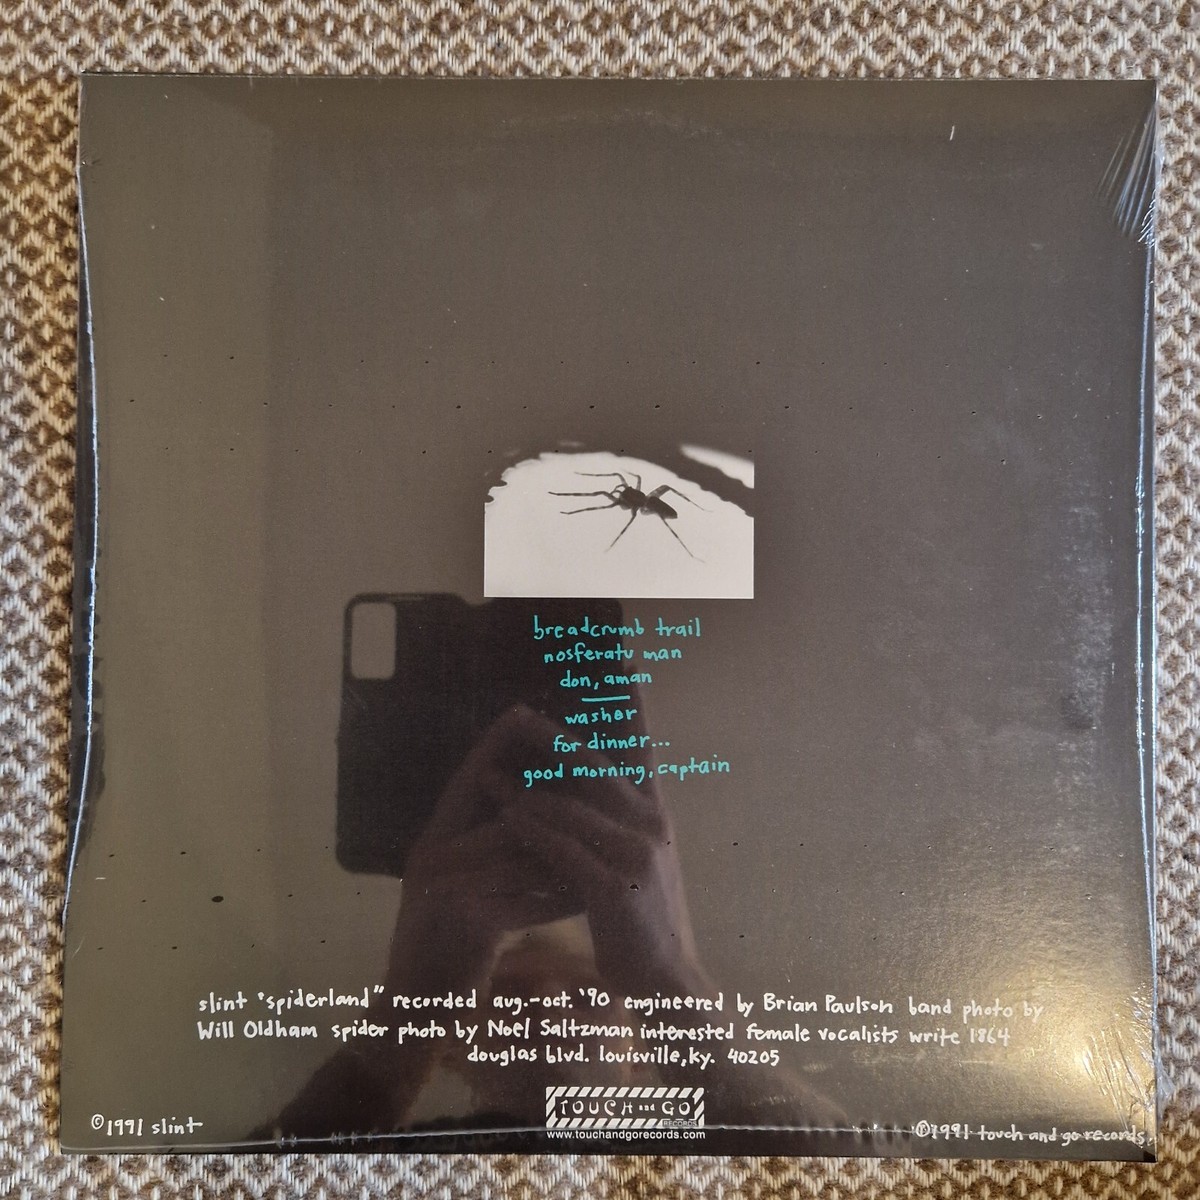 breadcrumb trail
nosferatu man
don, aman
washer
for dinner...
good morning, captain
slint "spiderland" recorded aug.-oct. '90 engineered by Brian Paulson band photo by
Will Oldham spider photo by Noel Saltzman interested female vocalists write 1864
douglas blvd. louisville, ky. 40205
TOUCH and GO
RECORDS
www.touchandgorecords.com
©1991 slint
℗1991 touch and go records